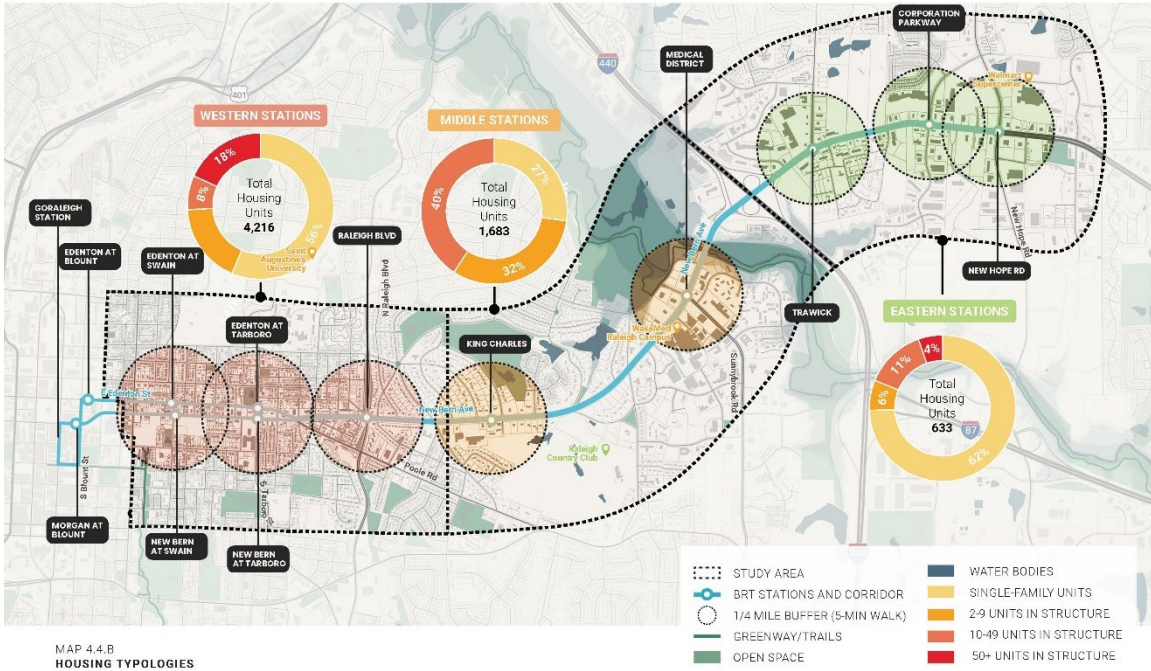 CORPORATION
PARKWAY
MEDICAL
DISTRICT
440
401
Walmart
Supercenter
WESTERN STATIONS
MIDDLE STATIONS
18%
8%
56%
Total
Housing
Units
4,216
27%
40%
32%
Total
Housing
Units
1,683
GORALEIGH
STATION
EDENTON AT
BLOUNT
EDENTON AT
SWAIN
Saint
Augustine's
University
RALEIGH BLVD
N Raleigh Blvd
New Bern Ave
New Hope Rd
NEW HOPE RD
TRAWICK
EASTERN STATIONS
4%
11%
6%
62%
Total
Housing
Units
633
87
EDENTON AT
TARBORO
KING CHARLES
WakeMed
Raleigh Campus
Sunnybrook Rd
E Edenton St
New Bern Ave
Raleigh
Country Club
Poole Rd
S Blount St
S Tarboro St
MORGAN AT
BLOUNT
NEW BERN
AT SWAIN
NEW BERN
AT TARBORO
STUDY AREA
BRT STATIONS AND CORRIDOR
1/4 MILE BUFFER (5-MIN WALK)
GREENWAY/TRAILS
OPEN SPACE
WATER BODIES
SINGLE-FAMILY UNITS
2-9 UNITS IN STRUCTURE
10-49 UNITS IN STRUCTURE
50+ UNITS IN STRUCTURE
MAP 4.4.B
HOUSING TYPOLOGIES